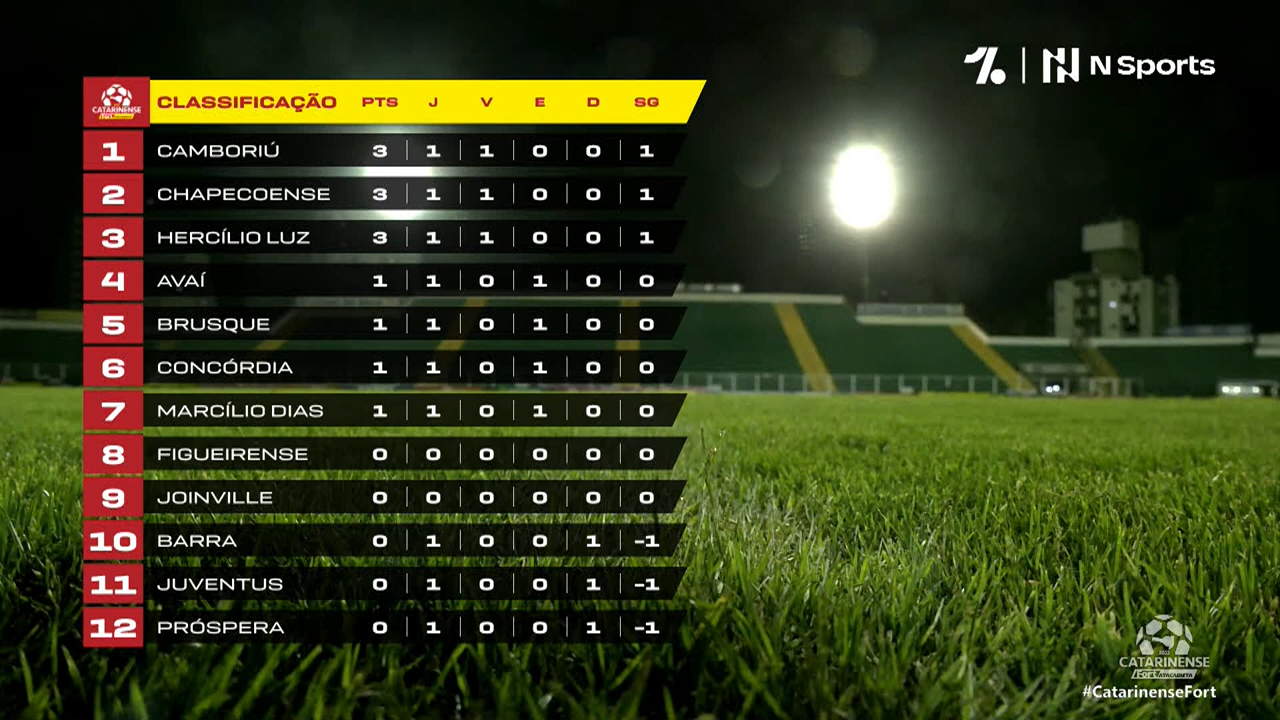 N Sports
CATARINENSE
CLASSIFICAÇÃO PTS J V E D SG
1 CAMBORIÚ 3 1 1 0 0 1
2 CHAPECOENSE 3 1 1 0 0 1
3 HERCÍLIO LUZ 3 1 1 0 0 1
4 AVAÍ 1 1 0 1 0 0
5 BRUSQUE 1 1 0 1 0 0
6 CONCÓRDIA 1 1 0 1 0 0
7 MARCÍLIO DIAS 1 1 0 1 0 0
8 FIGUEIRENSE 0 0 0 0 0 0
9 JOINVILLE 0 0 0 0 0 0
10 BARRA 0 1 0 0 1 -1
11 JUVENTUS 0 1 0 0 1 -1
12 PRÓSPERA 0 1 0 0 1 -1
2022
CATARINENSE
Fort ATACADISTA
#CatarinenseFort